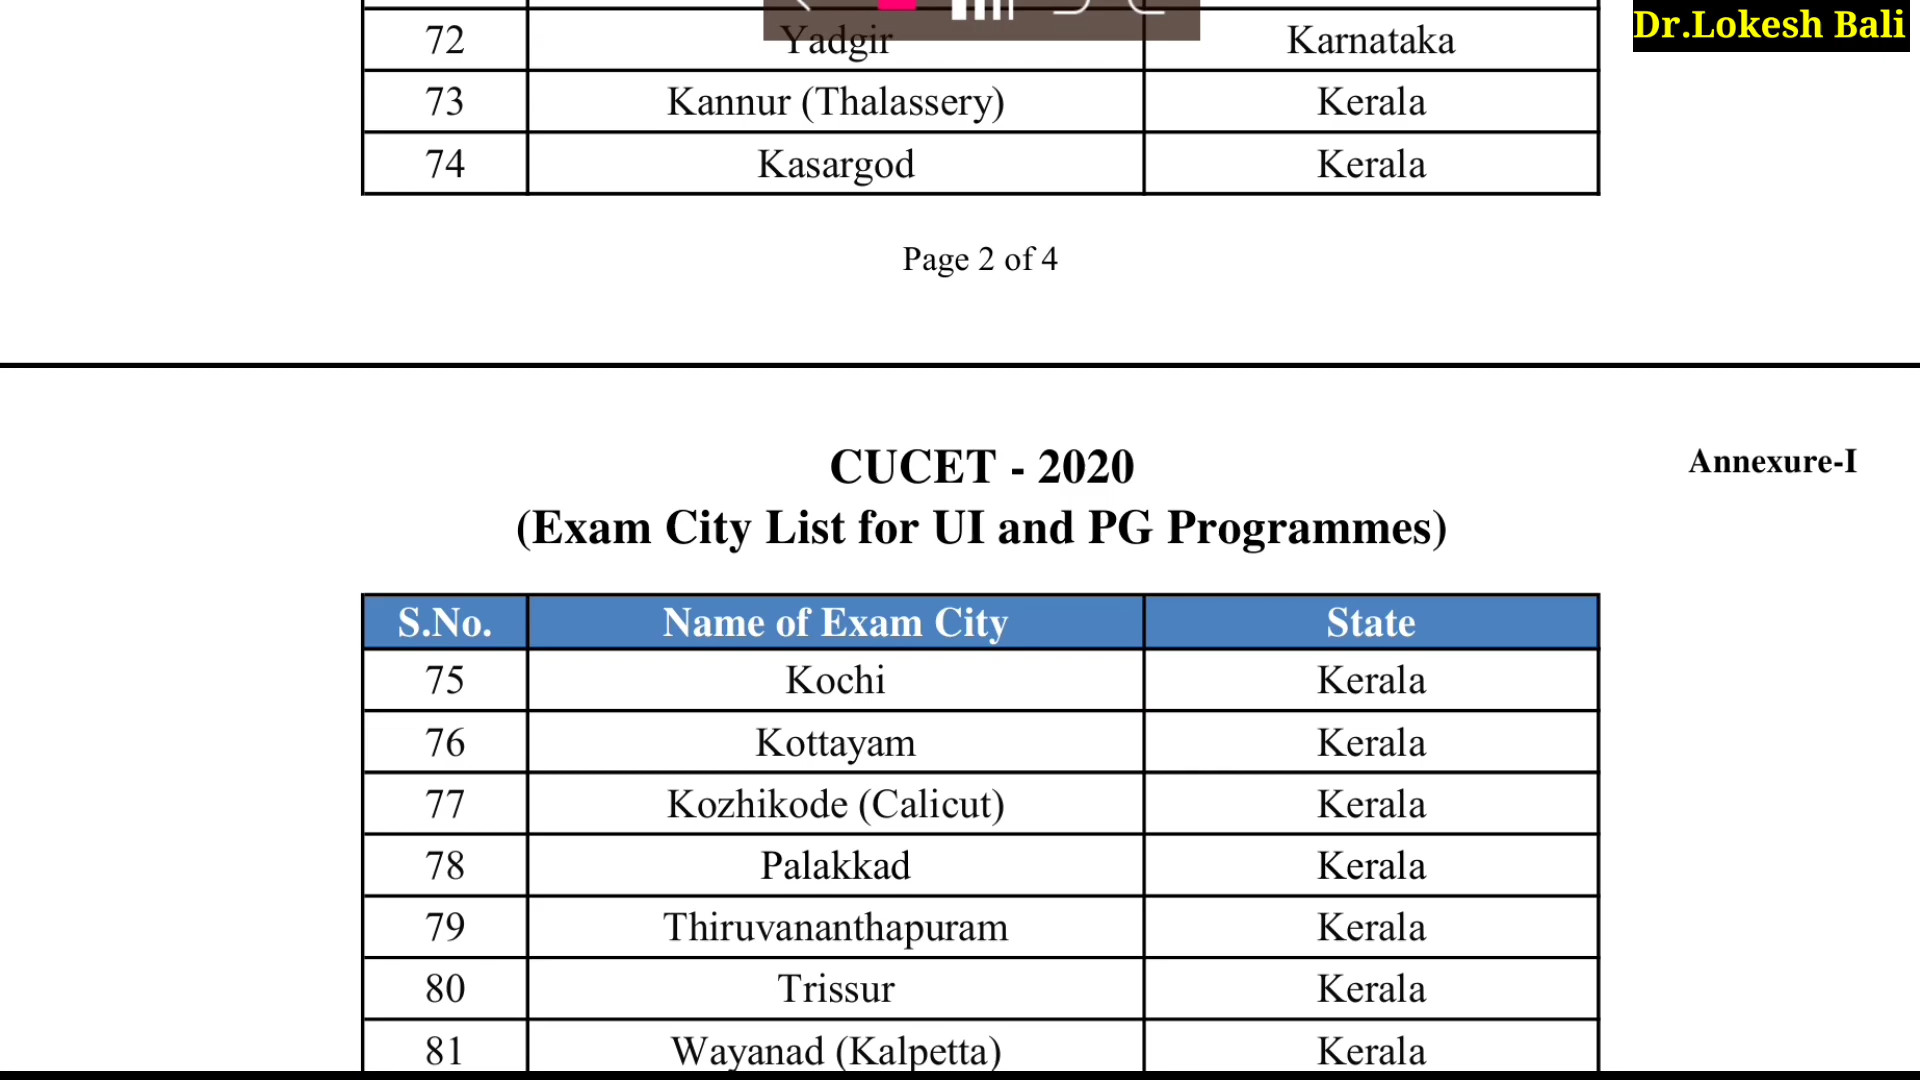 72 Yadgir Karnataka
Dr.Lokesh Bali
73 Kannur (Thalassery) Kerala
74 Kasargod Kerala
Page 2 of 4
CUCET - 2020
Annexure-I
(Exam City List for UI and PG Programmes)
S.No. Name of Exam City State
75 Kochi Kerala
76 Kottayam Kerala
77 Kozhikode (Calicut) Kerala
78 Palakkad Kerala
79 Thiruvananthapuram Kerala
80 Trissur Kerala
81 Wayanad (Kalpetta) Kerala